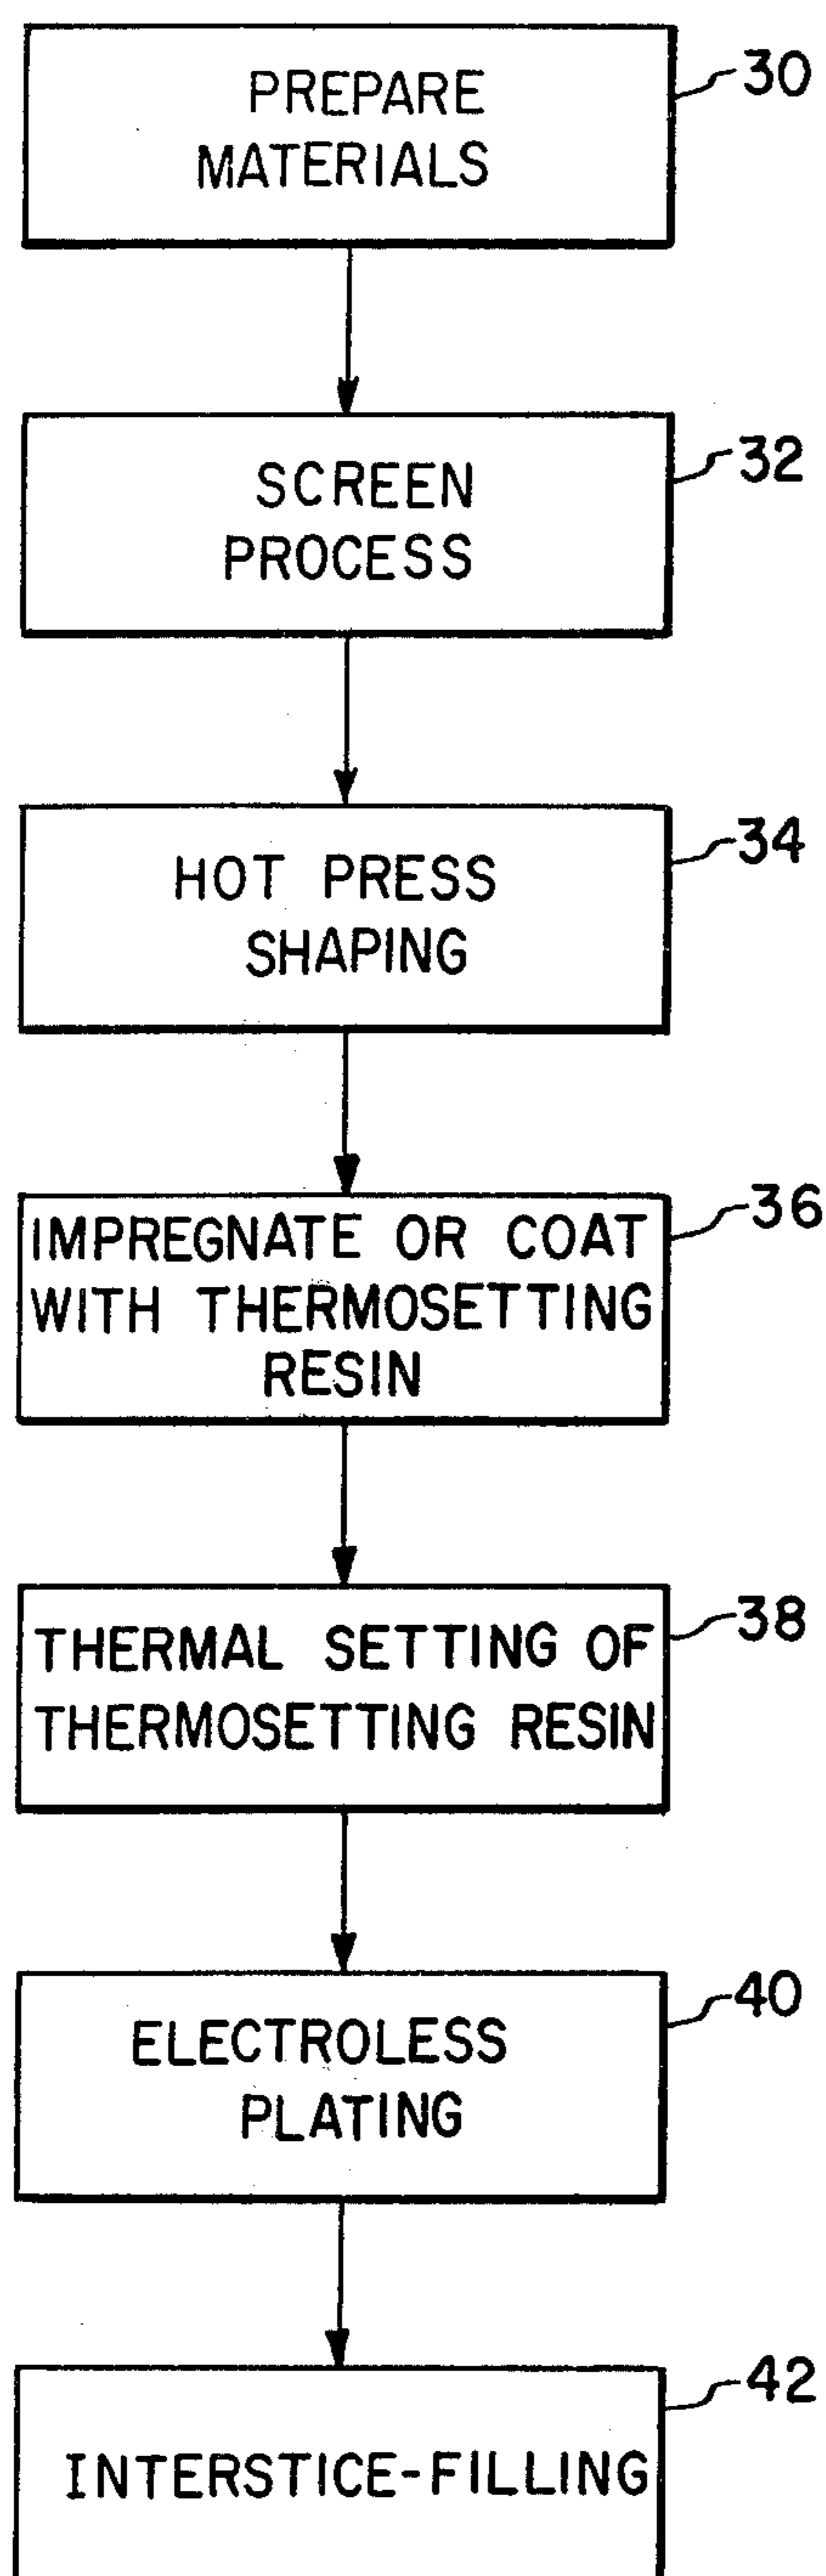 PREPARE
MATERIALS
30
SCREEN
PROCESS
32
HOT PRESS
SHAPING
34
IMPREGNATE OR COAT
WITH THERMOSETTING
RESIN
36
THERMAL SETTING OF
THERMOSETTING RESIN
38
ELECTROLESS
PLATING
40
INTERSTICE-FILLING
42